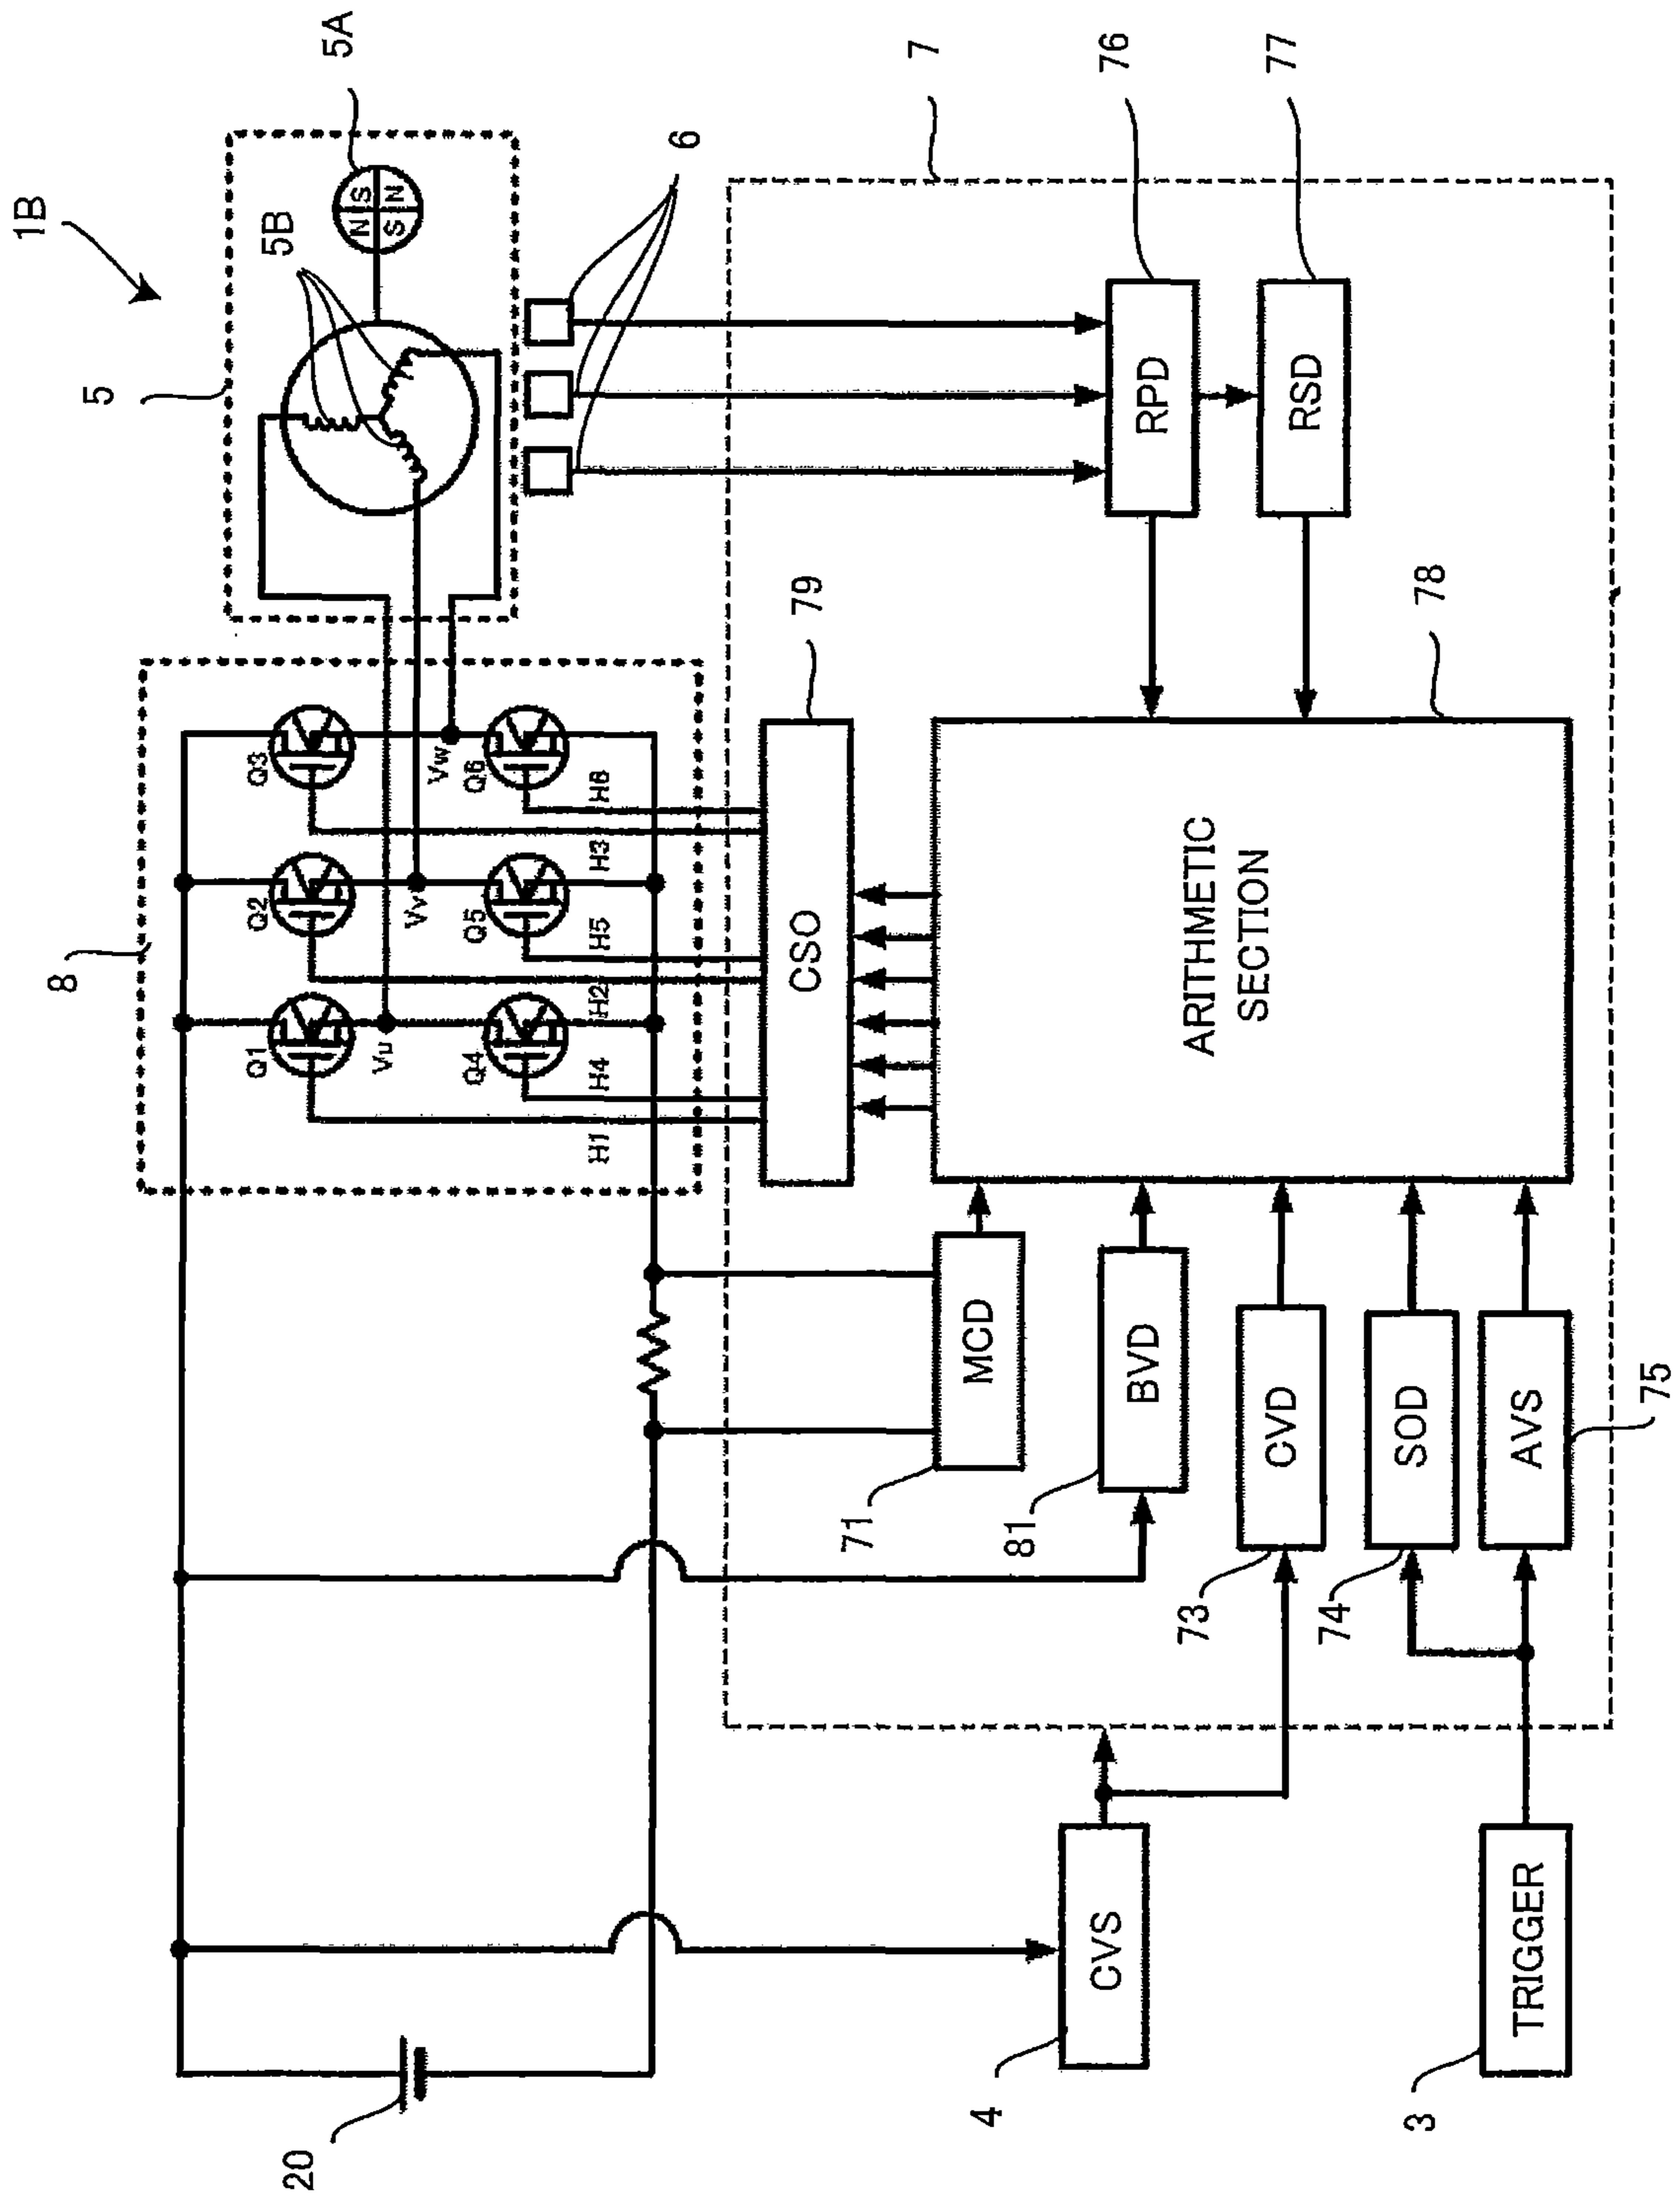 1B
5
5A
5B
N
S
S
N
6
8
Q1
Q2
Q3
Vu
Vv
Vw
Q4
Q5
Q6
H1
H4
H2
H5
H3
H6
20
7
79
CSO
76
RPD
77
RSD
78
ARITHMETIC
SECTION
71
MCD
81
BVD
73
CVD
74
SOD
75
AVS
4
CVS
3
TRIGGER